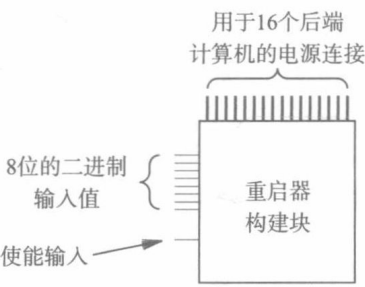 用于16个后端
计算机的电源连接
8位的二进制
输入值
重启器
构建块
使能输入